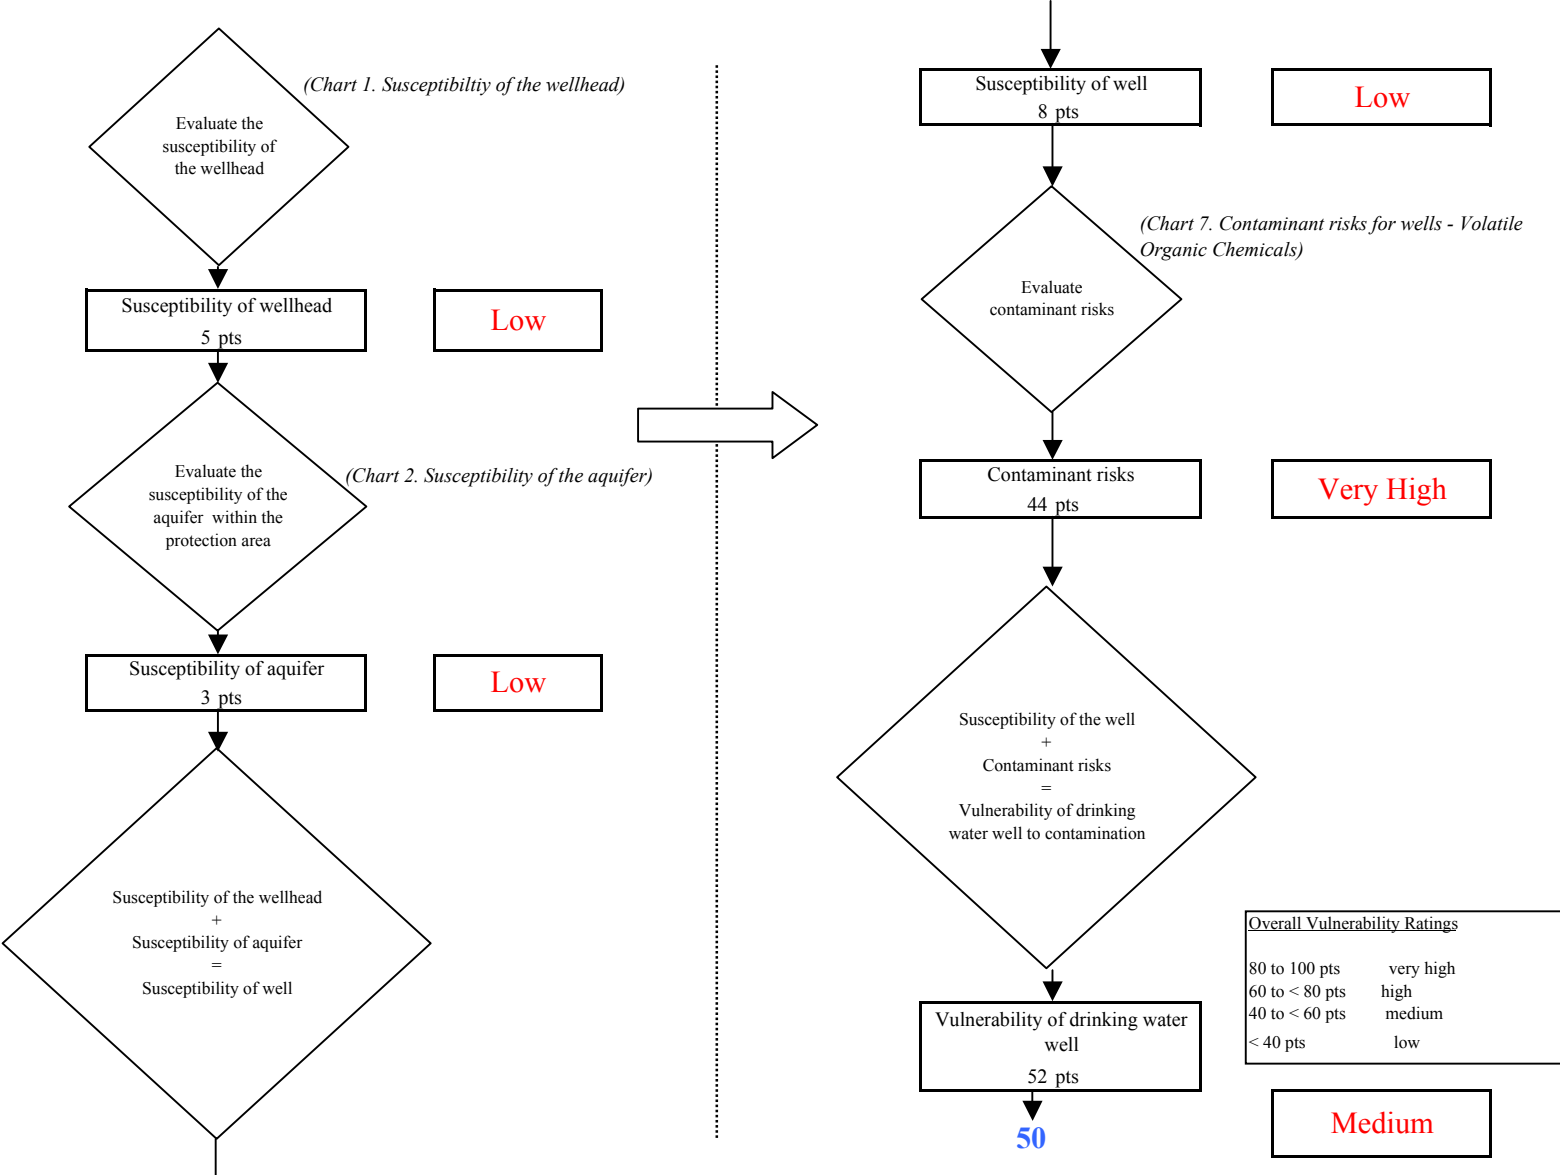 (Chart 1. Susceptibiltiy of the wellhead)
Evaluate the
susceptibility of
the wellhead
Susceptibility of wellhead
5 pts
Low
(Chart 2. Susceptibility of the aquifer)
Evaluate the
susceptibility of the
aquifer within the
protection area
Susceptibility of aquifer
3 pts
Low
Susceptibility of the wellhead
+
Susceptibility of aquifer
=
Susceptibility of well
Susceptibility of well
8 pts
Low
(Chart 7. Contaminant risks for wells - Volatile
Organic Chemicals)
Evaluate
contaminant risks
Contaminant risks
44 pts
Very High
Susceptibility of the well
+
Contaminant risks
=
Vulnerability of drinking
water well to contamination
Vulnerability of drinking water
well
52 pts
50
Overall Vulnerability Ratings
80 to 100 pts very high
60 to < 80 pts high
40 to < 60 pts medium
< 40 pts low
Medium